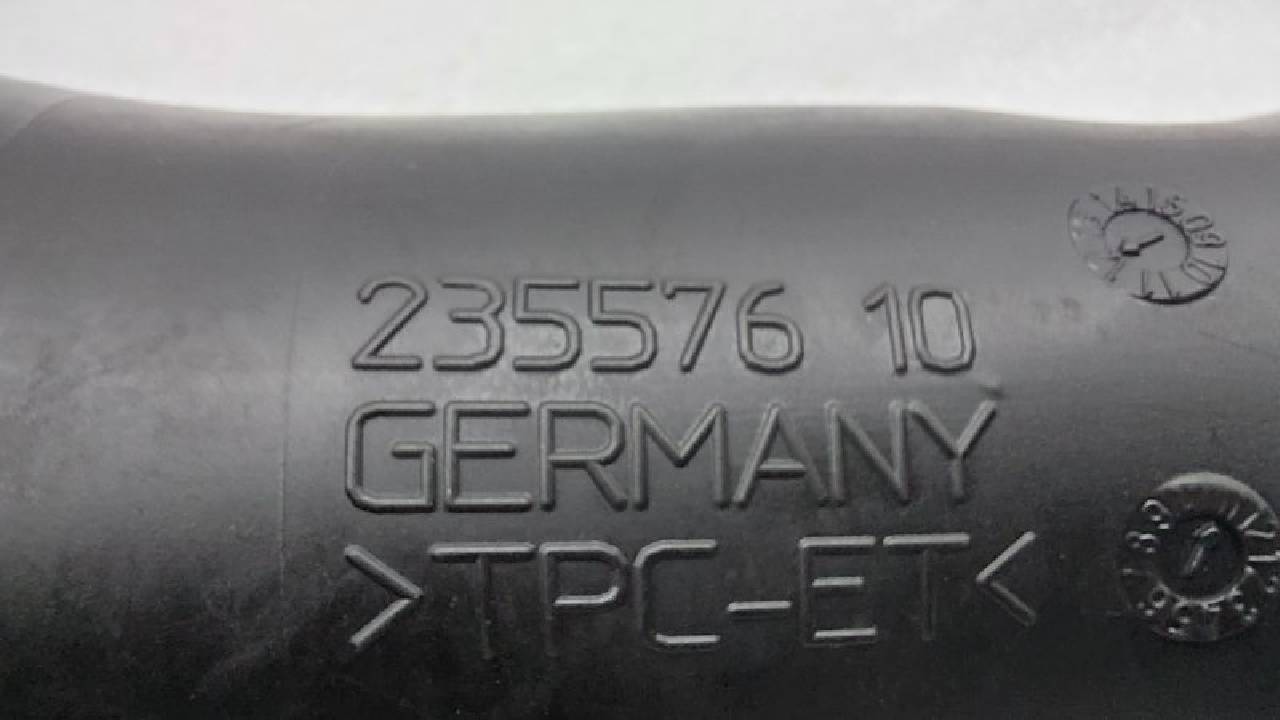 235576 10
GERMANY
>TPC-ET<